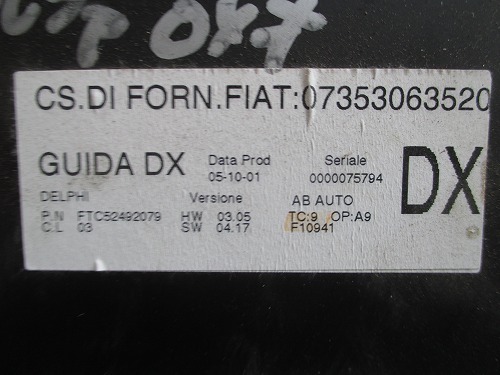 CS.DI FORN.FIAT:07353063520
GUIDA DX Data Prod Seriale DX
05-10-01 0000075794
DELPHI Versione AB AUTO
P.N FTC52492079 HW 03.05 TC:9 OP:A9
C.L 03 SW 04.17 F10941